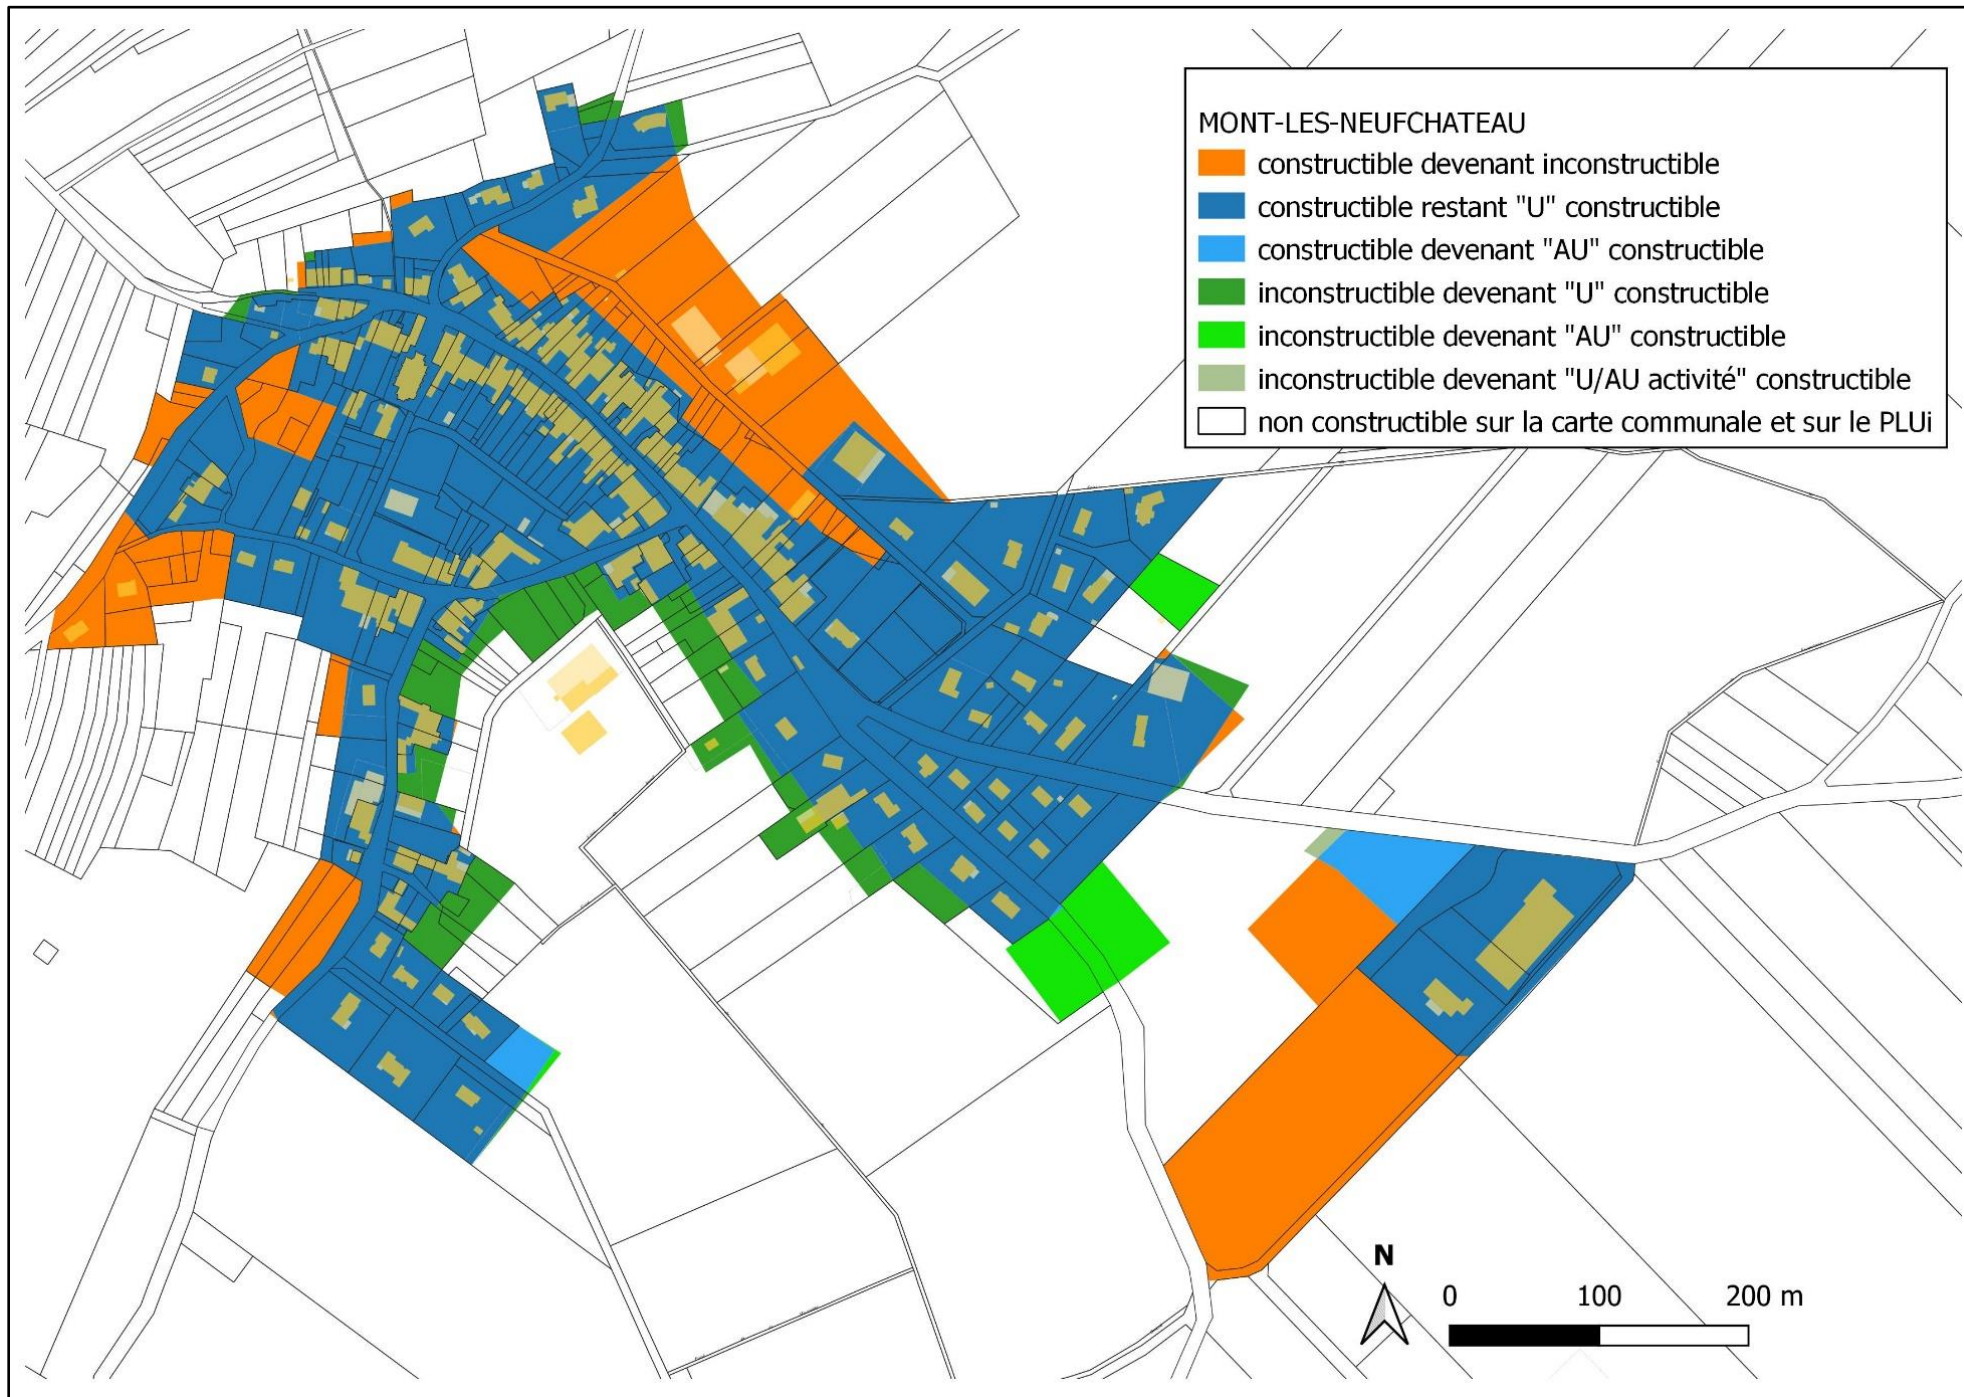 MONT-LES-NEUFCHATEAU
constructible devenant inconstructible
constructible restant "U" constructible
constructible devenant "AU" constructible
inconstructible devenant "U" constructible
inconstructible devenant "AU" constructible
inconstructible devenant "U/AU activité" constructible
non constructible sur la carte communale et sur le PLUi
N
0 100 200 m